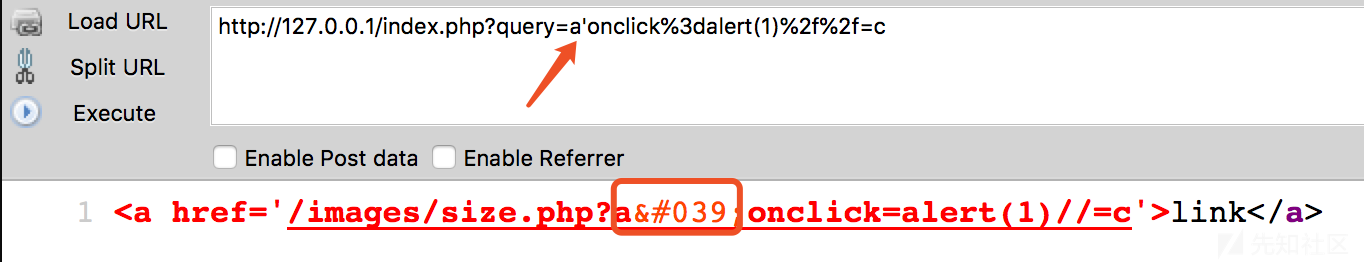 Load URL
http://127.0.0.1/index.php?query=a'onclick%3dalert(1)%2f%2f=c
Split URL
Execute
Enable Post data Enable Referrer
1 <a href='/images/size.php?a&#039;onclick=alert(1)//=c'>link</a>
先知社区